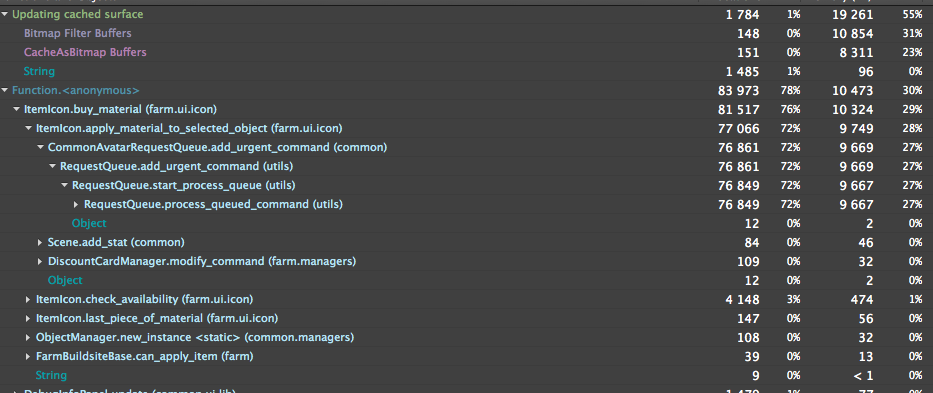 Updating cached surface 1 784 1% 19 261 55%
Bitmap Filter Buffers 148 0% 10 854 31%
CacheAsBitmap Buffers 151 0% 8 311 23%
String 1 485 1% 96 0%
Function.<anonymous> 83 973 78% 10 473 30%
ItemIcon.buy_material (farm.ui.icon) 81 517 76% 10 324 29%
ItemIcon.apply_material_to_selected_object (farm.ui.icon) 77 066 72% 9 749 28%
CommonAvatarRequestQueue.add_urgent_command (common) 76 861 72% 9 669 27%
RequestQueue.add_urgent_command (utils) 76 861 72% 9 669 27%
RequestQueue.start_process_queue (utils) 76 849 72% 9 667 27%
RequestQueue.process_queued_command (utils) 76 849 72% 9 667 27%
Object 12 0% 2 0%
Scene.add_stat (common) 84 0% 46 0%
DiscountCardManager.modify_command (farm.managers) 109 0% 32 0%
Object 12 0% 2 0%
ItemIcon.check_availability (farm.ui.icon) 4 148 3% 474 1%
ItemIcon.last_piece_of_material (farm.ui.icon) 147 0% 56 0%
ObjectManager.new_instance <static> (common.managers) 108 0% 32 0%
FarmBuildsiteBase.can_apply_item (farm) 39 0% 13 0%
String 9 0% < 1 0%
DebugInfoPanel.update (common.ui.lib) 1 479 1% 77 0%